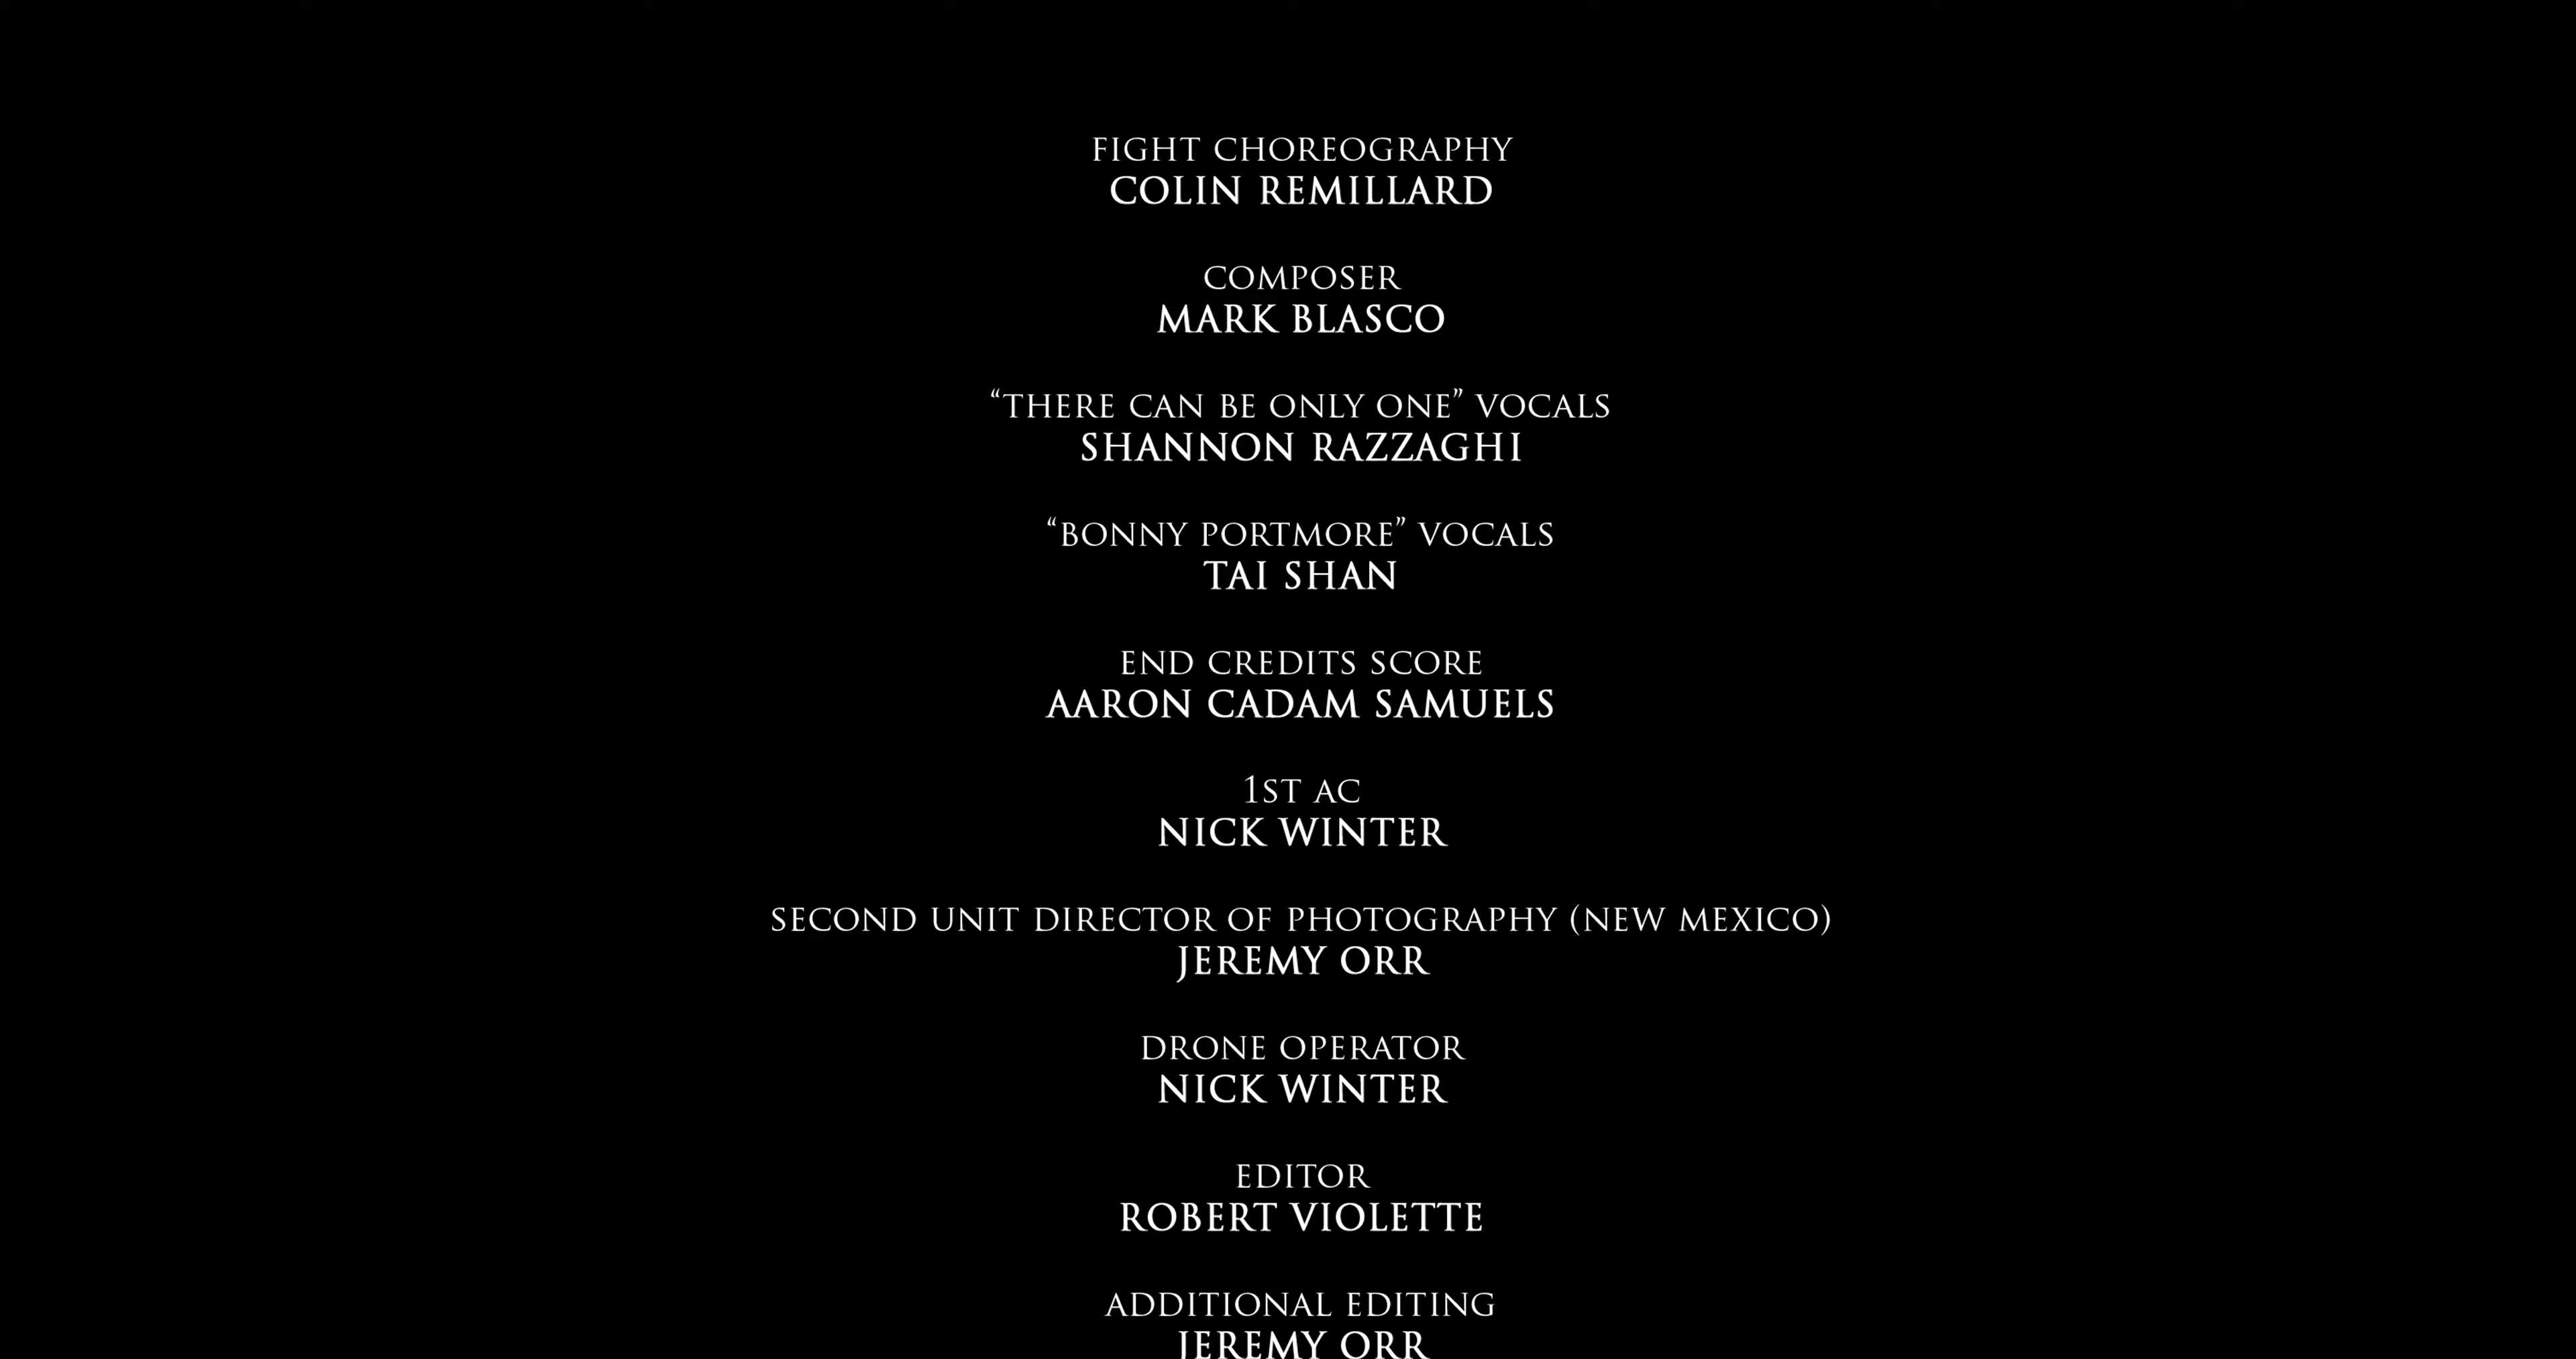 FIGHT CHOREOGRAPHY
COLIN REMILLARD
COMPOSER
MARK BLASCO
“THERE CAN BE ONLY ONE” VOCALS
SHANNON RAZZAGHI
“BONNY PORTMORE” VOCALS
TAI SHAN
END CREDITS SCORE
AARON CADAM SAMUELS
1ST AC
NICK WINTER
SECOND UNIT DIRECTOR OF PHOTOGRAPHY (NEW MEXICO)
JEREMY ORR
DRONE OPERATOR
NICK WINTER
EDITOR
ROBERT VIOLETTE
ADDITIONAL EDITING
JEREMY ORR